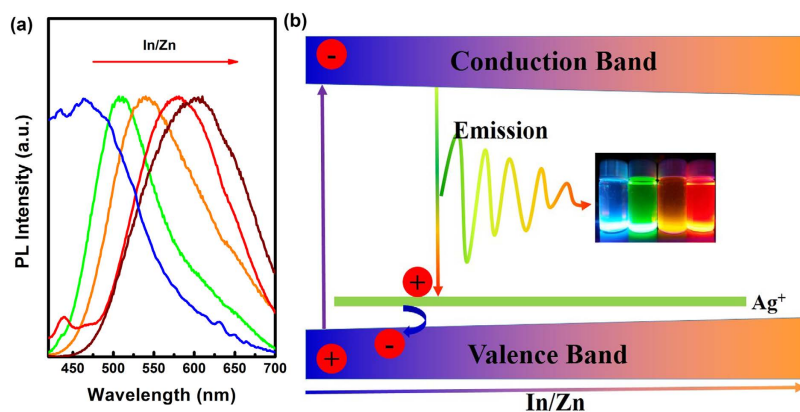 (a)
In/Zn
PL Intensity (a.u.)
450 500 550 600 650 700
Wavelength (nm)
(b)
-
Conduction Band
Emission
+
Ag⁺
-
+
Valence Band
In/Zn